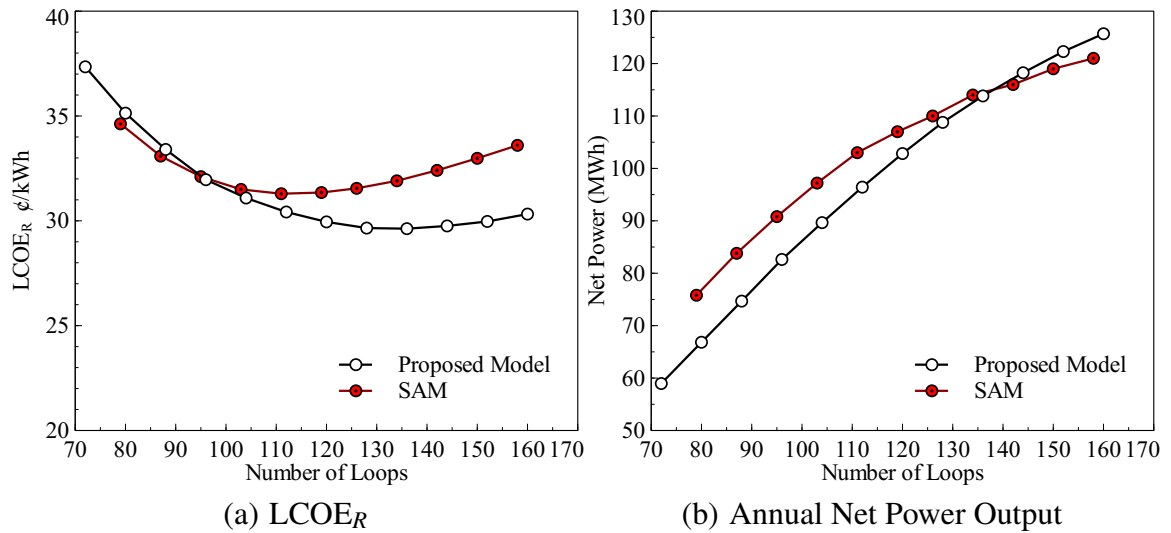 40
35
30
25
20
LCOE_R ¢/kWh
Proposed Model
SAM
70 80 90 100 110 120 130 140 150 160 170
Number of Loops
(a) LCOE_R
130
120
110
100
90
80
70
60
50
Net Power (MWh)
Proposed Model
SAM
70 80 90 100 110 120 130 140 150 160 170
Number of Loops
(b) Annual Net Power Output